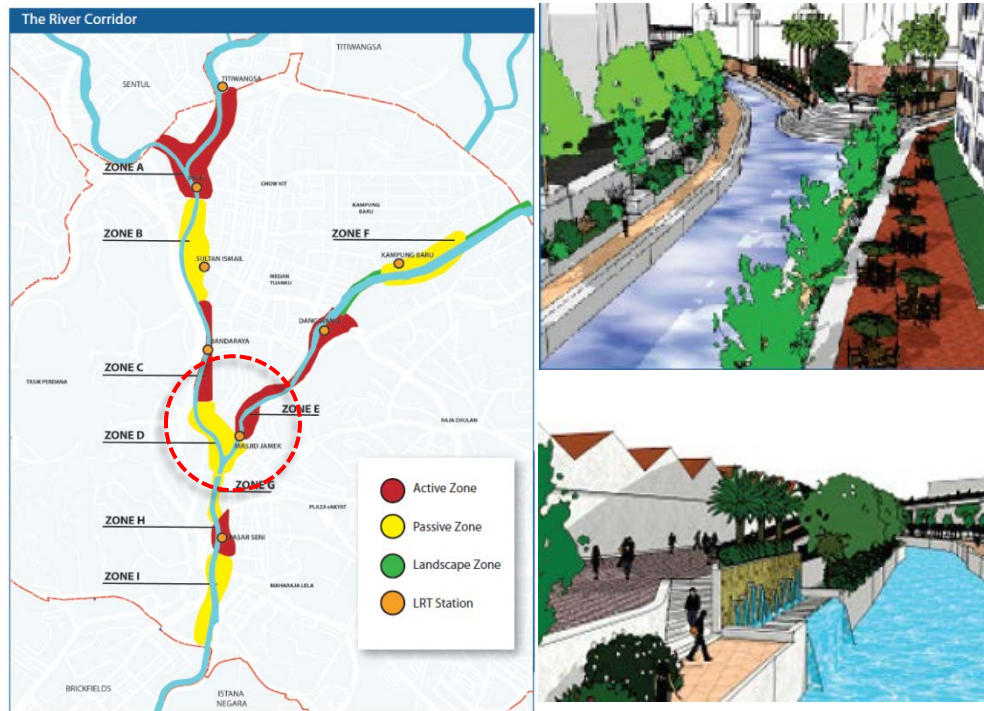 The River Corridor
TITIWANGSA
SENTUL
TITIWANGSA
ZONE A
CHOW KIT
KAMPUNG
BARU
ZONE B
ZONE F
SULTAN ISMAIL
KAMPUNG BARU
MEDAN
TUANKU
BANDARAYA
ZONE C
TASIK PERDANA
ZONE E
RAJA CHULAN
ZONE D
MASJID JAMEK
ZONE G
PLAZA rAKYAT
ZONE H
PASAR SENI
ZONE I
MAHARAJA LELA
BRICKFIELDS
ISTANA
NEGARA
Active Zone
Passive Zone
Landscape Zone
LRT Station